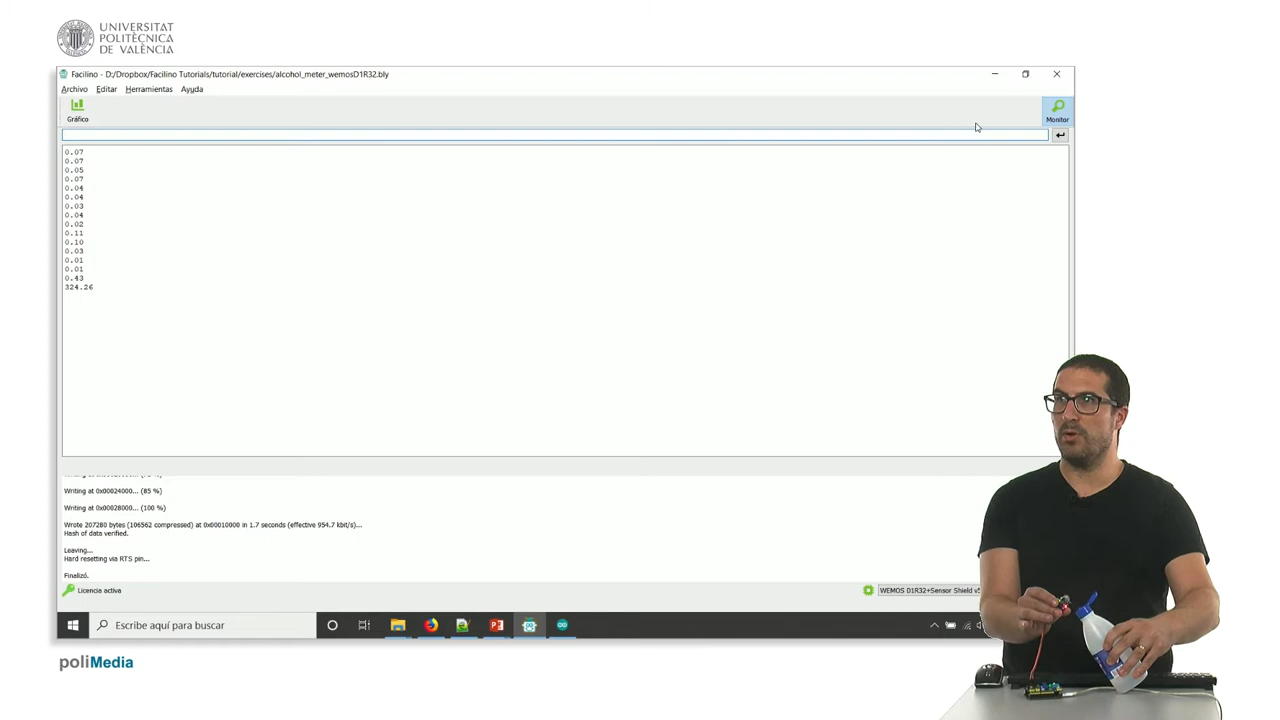 UNIVERSITAT
POLITÈCNICA
DE VALÈNCIA
Facilino - D:/Dropbox/Facilino Tutorials/tutorial/exercises/alcohol_meter_wemosD1R32.bly
Archivo Editar Herramientas Ayuda
Gráfico
Monitor
0.07
0.07
0.05
0.07
0.04
0.04
0.03
0.04
0.02
0.11
0.10
0.03
0.01
0.01
0.43
324.26
Writing at 0x00024000... (85 %)
Writing at 0x00028000... (100 %)
Wrote 207280 bytes (106562 compressed) at 0x00010000 in 1.7 seconds (effective 954.7 kbit/s)...
Hash of data verified.
Leaving...
Hard resetting via RTS pin...
Finalizó.
Licencia activa
WEMOS D1R32+Sensor Shield v5
Escribe aquí para buscar
poliMedia